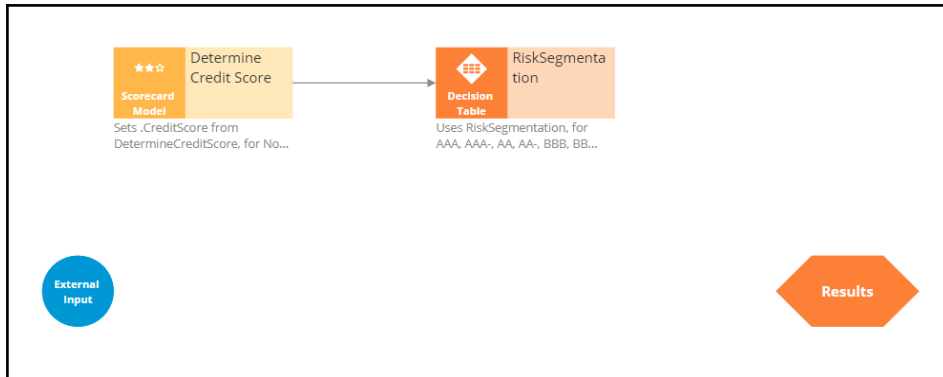 Determine
Credit Score
Scorecard
Model
Sets .CreditScore from
DetermineCreditScore, for No...
RiskSegmenta
tion
Decision
Table
Uses RiskSegmentation, for
AAA, AAA-, AA, AA-, BBB, BB...
External
Input
Results